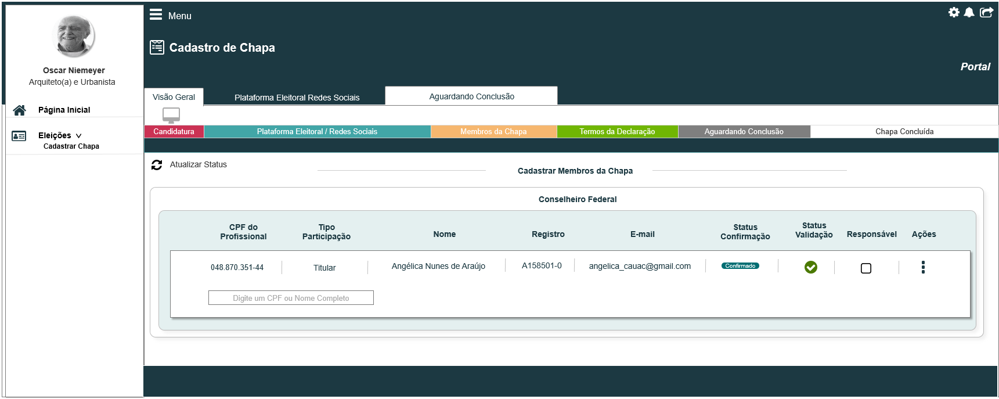 Menu
Cadastro de Chapa
Portal
Oscar Niemeyer
Arquiteto(a) e Urbanista
Página Inicial
Eleições
Cadastrar Chapa
Visão Geral
Plataforma Eleitoral Redes Sociais
Aguardando Conclusão
Candidatura
Plataforma Eleitoral / Redes Sociais
Membros da Chapa
Termos da Declaração
Aguardando Conclusão
Chapa Concluída
Atualizar Status
Cadastrar Membros da Chapa
Conselheiro Federal
CPF do
Profissional
Tipo
Participação
Nome
Registro
E-mail
Status
Confirmação
Status
Validação
Responsável
Ações
048.870.351-44
Titular
Angélica Nunes de Araújo
A158501-0
angelica_cauac@gmail.com
Confirmado
Digite um CPF ou Nome Completo